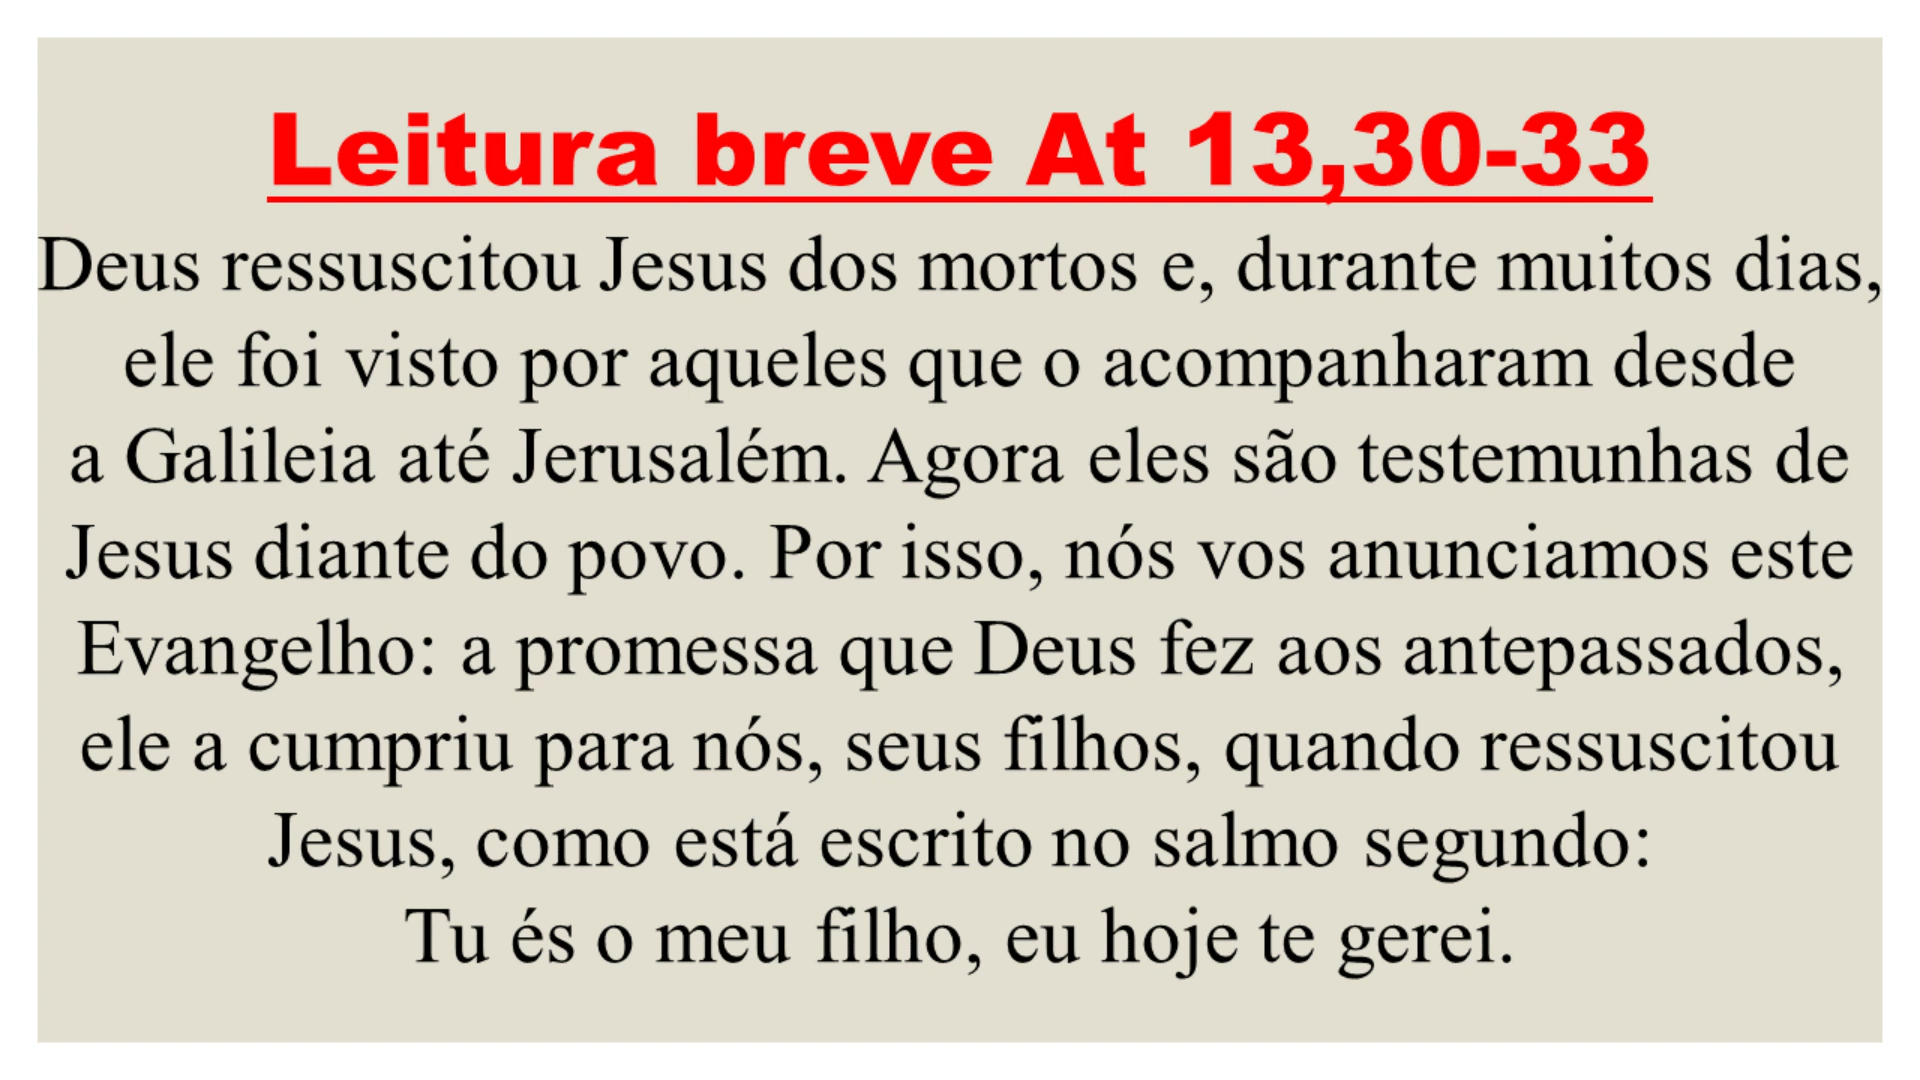 Leitura breve At 13,30-33
Deus ressuscitou Jesus dos mortos e, durante muitos dias,
ele foi visto por aqueles que o acompanharam desde
a Galileia até Jerusalém. Agora eles são testemunhas de
Jesus diante do povo. Por isso, nós vos anunciamos este
Evangelho: a promessa que Deus fez aos antepassados,
ele a cumpriu para nós, seus filhos, quando ressuscitou
Jesus, como está escrito no salmo segundo:
Tu és o meu filho, eu hoje te gerei.